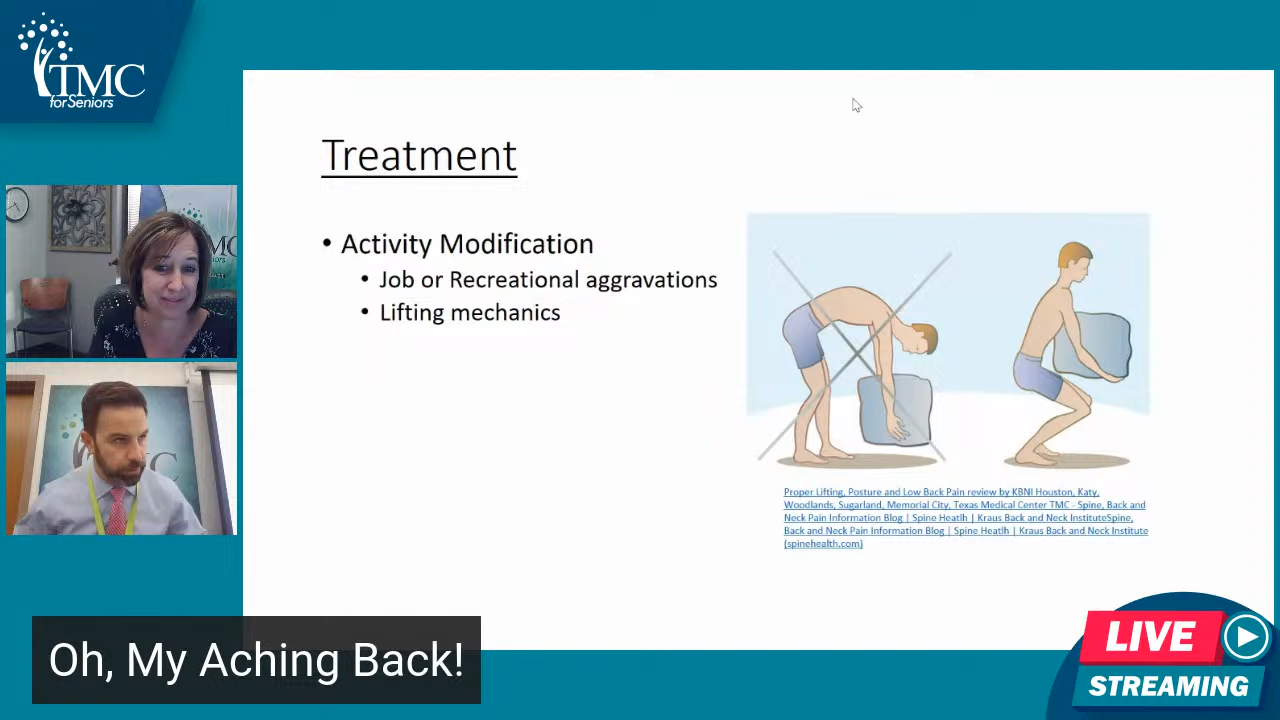 TMC
for Seniors
Treatment
• Activity Modification
• Job or Recreational aggravations
• Lifting mechanics
Proper Lifting, Posture and Low Back Pain review by KBNI Houston, Katy,
Woodlands, Sugarland, Memorial City, Texas Medical Center TMC - Spine, Back and
Neck Pain Information Blog | Spine Heatlh | Kraus Back and Neck InstituteSpine,
Back and Neck Pain Information Blog | Spine Heatlh | Kraus Back and Neck Institute
(spinehealth.com)
Oh, My Aching Back!
LIVE
STREAMING